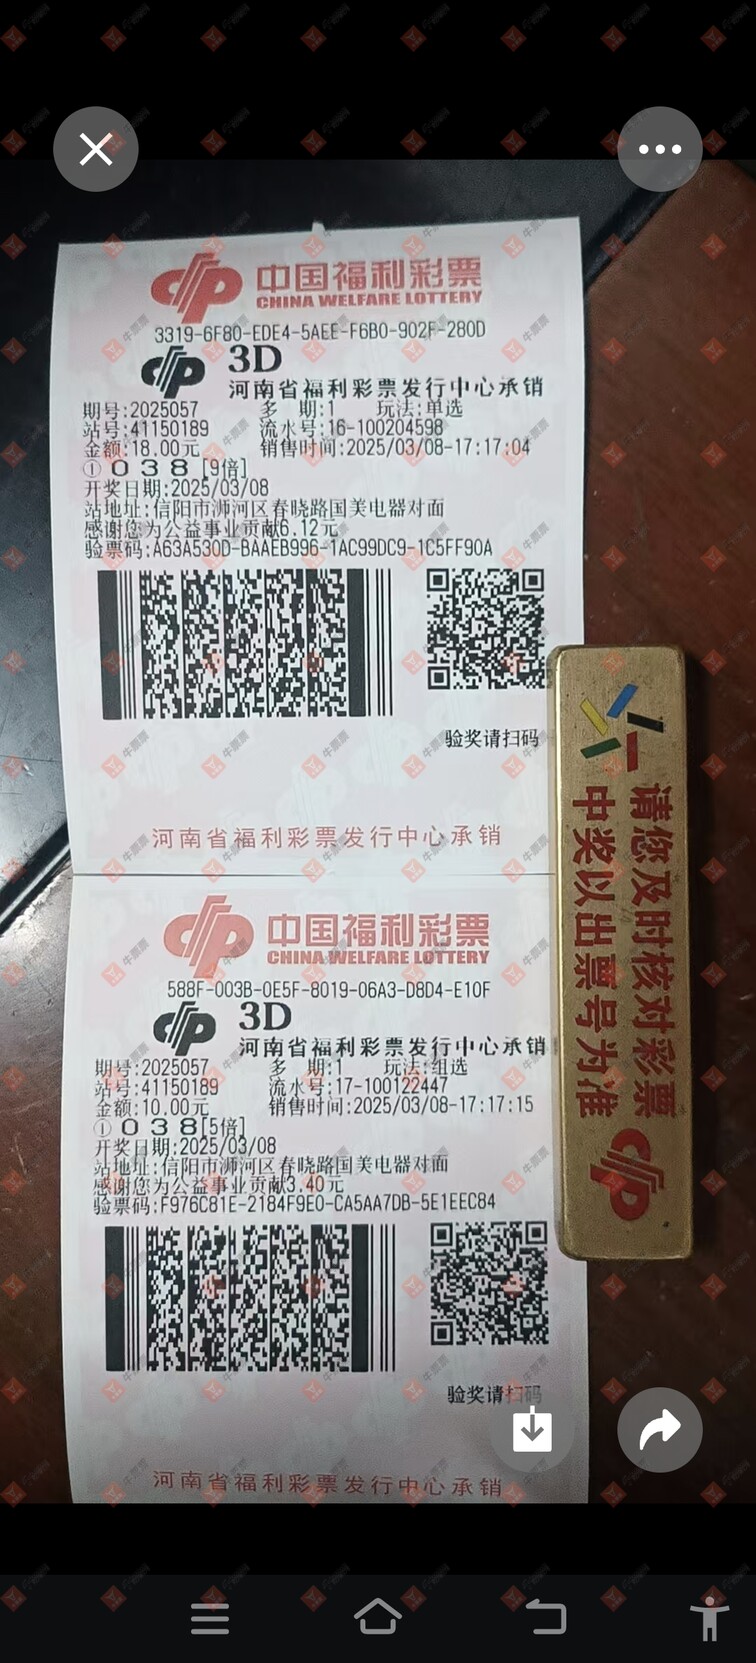 中国福利彩票
CHINA WELFARE LOTTERY
3319-6F80-EDE4-5AEE-F6B0-902F-280D
3D
河南省福利彩票发行中心承销
期号:2025057 多 期:1 玩法:单选
站号:41150189 流水号:16-100204598
金额:18.00元 销售时间:2025/03/08-17:17:04
① 0 3 8 [9倍]
开奖日期:2025/03/08
站地址:信阳市浉河区春晓路国美电器对面
感谢您为公益事业贡献6.12元
验票码:A63A530D-BAAEB996-1AC99DC9-1C5FF90A
验奖请扫码
河南省福利彩票发行中心承销
中国福利彩票
CHINA WELFARE LOTTERY
588F-003B-0E5F-8019-06A3-D8D4-E10F
3D
河南省福利彩票发行中心承销
期号:2025057 多 期:1 玩法:组选
站号:41150189 流水号:17-100122447
金额:10.00元 销售时间:2025/03/08-17:17:15
① 0 3 8 [5倍]
开奖日期:2025/03/08
站地址:信阳市浉河区春晓路国美电器对面
感谢您为公益事业贡献3.40元
验票码:F976C81E-2184F9E0-CA5AA7DB-5E1EEC84
验奖请扫码
河南省福利彩票发行中心承销
请您及时核对彩票
中奖以出票号为准
牛票票